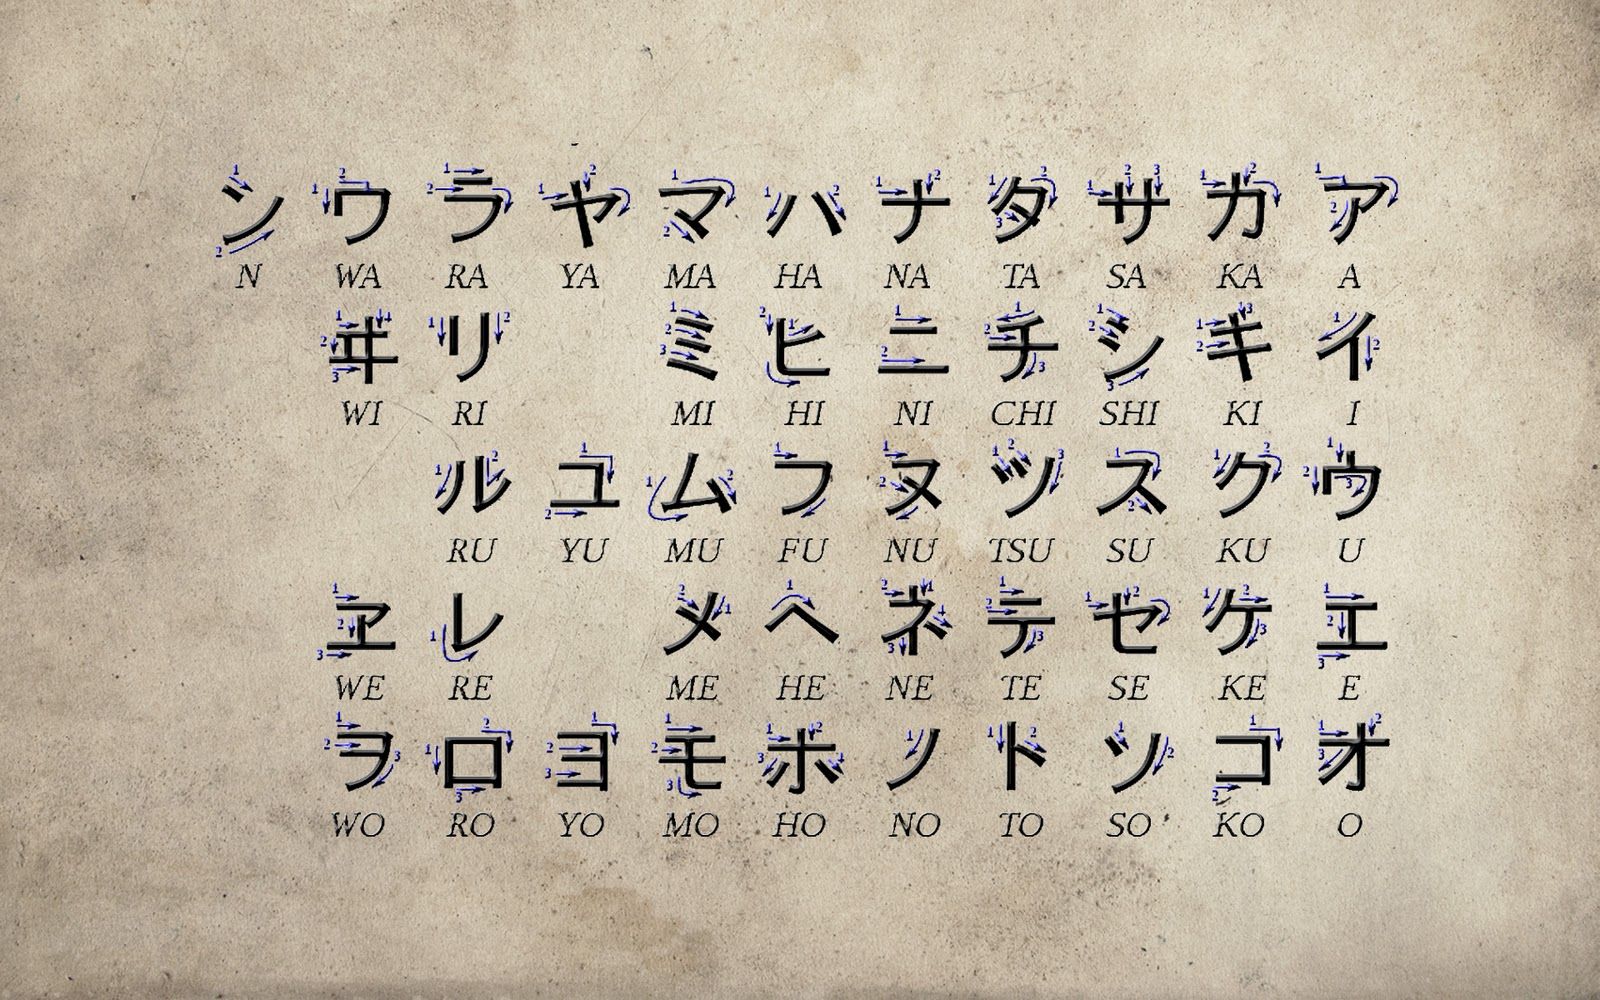 ン ワ ラ ヤ マ ハ ナ タ サ カ ア
N WA RA YA MA HA NA TA SA KA A
ヰ リ ミ ヒ ニ チ シ キ イ
WI RI MI HI NI CHI SHI KI I
ル ユ ム フ ヌ ツ ス ク ウ
RU YU MU FU NU TSU SU KU U
ヱ レ メ ヘ ネ テ セ ケ エ
WE RE ME HE NE TE SE KE E
ヲ ロ ヨ モ ホ ノ ト ソ コ オ
WO RO YO MO HO NO TO SO KO O